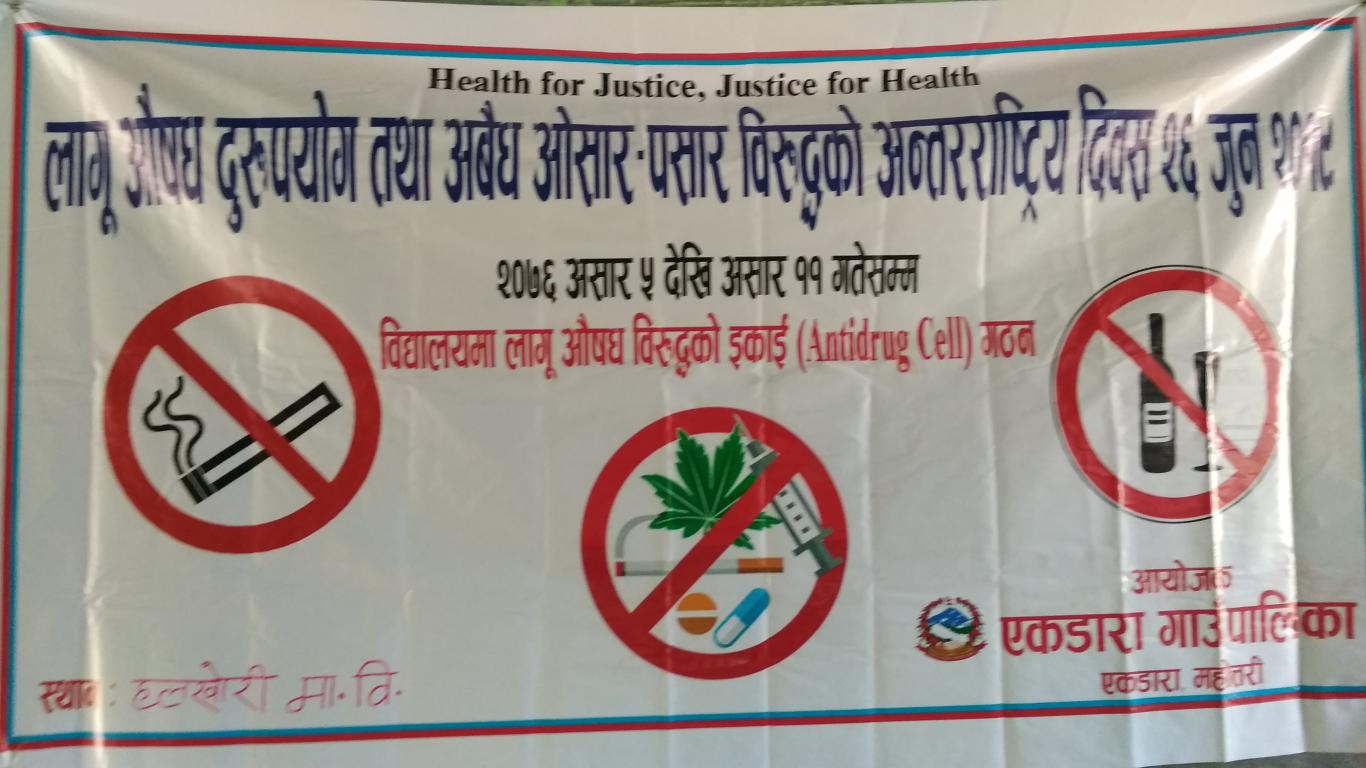 Health for Justice, Justice for Health
लागू औषध दुरुपयोग तथा अबैध ओसार-पसार विरुद्धको अन्तरराष्ट्रिय दिवस २६ जुन २०१९
२०७६ असार ५ देखि असार ११ गतेसम्म
विद्यालयमा लागू औषध विरुद्धको इकाई (Antidrug Cell) गठन
आयोजक
एकडारा गाउँपालिका
एकडारा, महोत्तरी
स्थान : हलखोरी मा. वि.